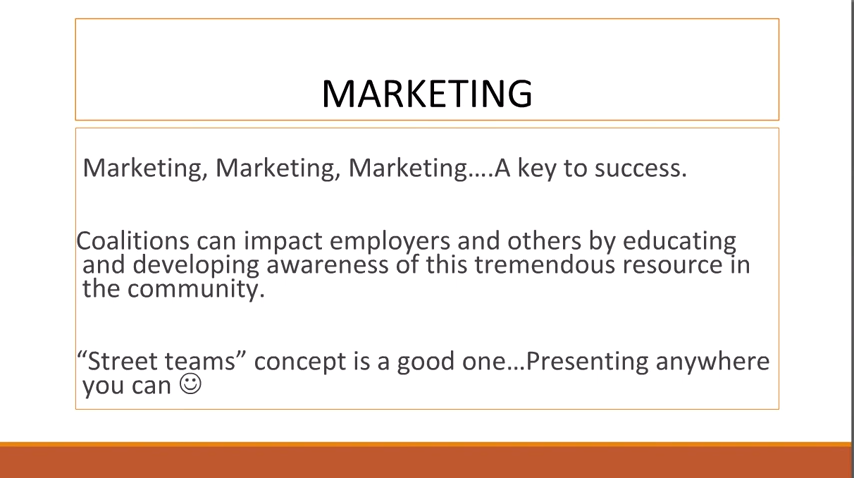 MARKETING
Marketing, Marketing, Marketing….A key to success.
Coalitions can impact employers and others by educating
and developing awareness of this tremendous resource in
the community.
“Street teams” concept is a good one…Presenting anywhere
you can ☺